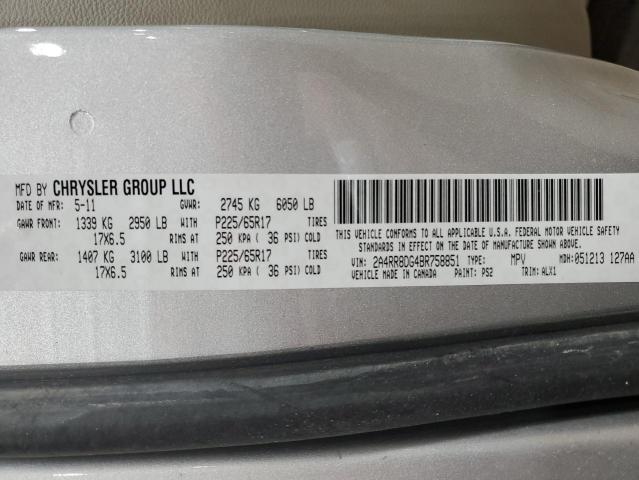 MFD BY CHRYSLER GROUP LLC
DATE OF MFR: 5-11 GVWR: 2745 KG 6050 LB
GAWR FRONT: 1339 KG 2950 LB WITH P225/65R17 TIRES
17X6.5 RIMS AT 250 KPA ( 36 PSI) COLD
GAWR REAR: 1407 KG 3100 LB WITH P225/65R17 TIRES
17X6.5 RIMS AT 250 KPA ( 36 PSI) COLD
THIS VEHICLE CONFORMS TO ALL APPLICABLE U.S.A. FEDERAL MOTOR VEHICLE SAFETY
STANDARDS IN EFFECT ON THE DATE OF MANUFACTURE SHOWN ABOVE.
VIN: 2A4RR8DG4BR758851 TYPE: MPV MDH: 051213 127AA
VEHICLE MADE IN CANADA PAINT: PS2 TRIM: ALX1